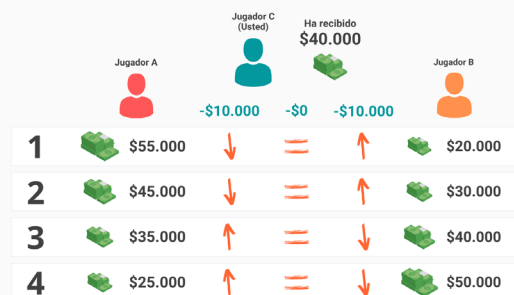 Jugador C
(Usted)
Ha recibido
$40.000
Jugador A
Jugador B
-$10.000 -$0 -$10.000
1 $55.000 $20.000
2 $45.000 $30.000
3 $35.000 $40.000
4 $25.000 $50.000